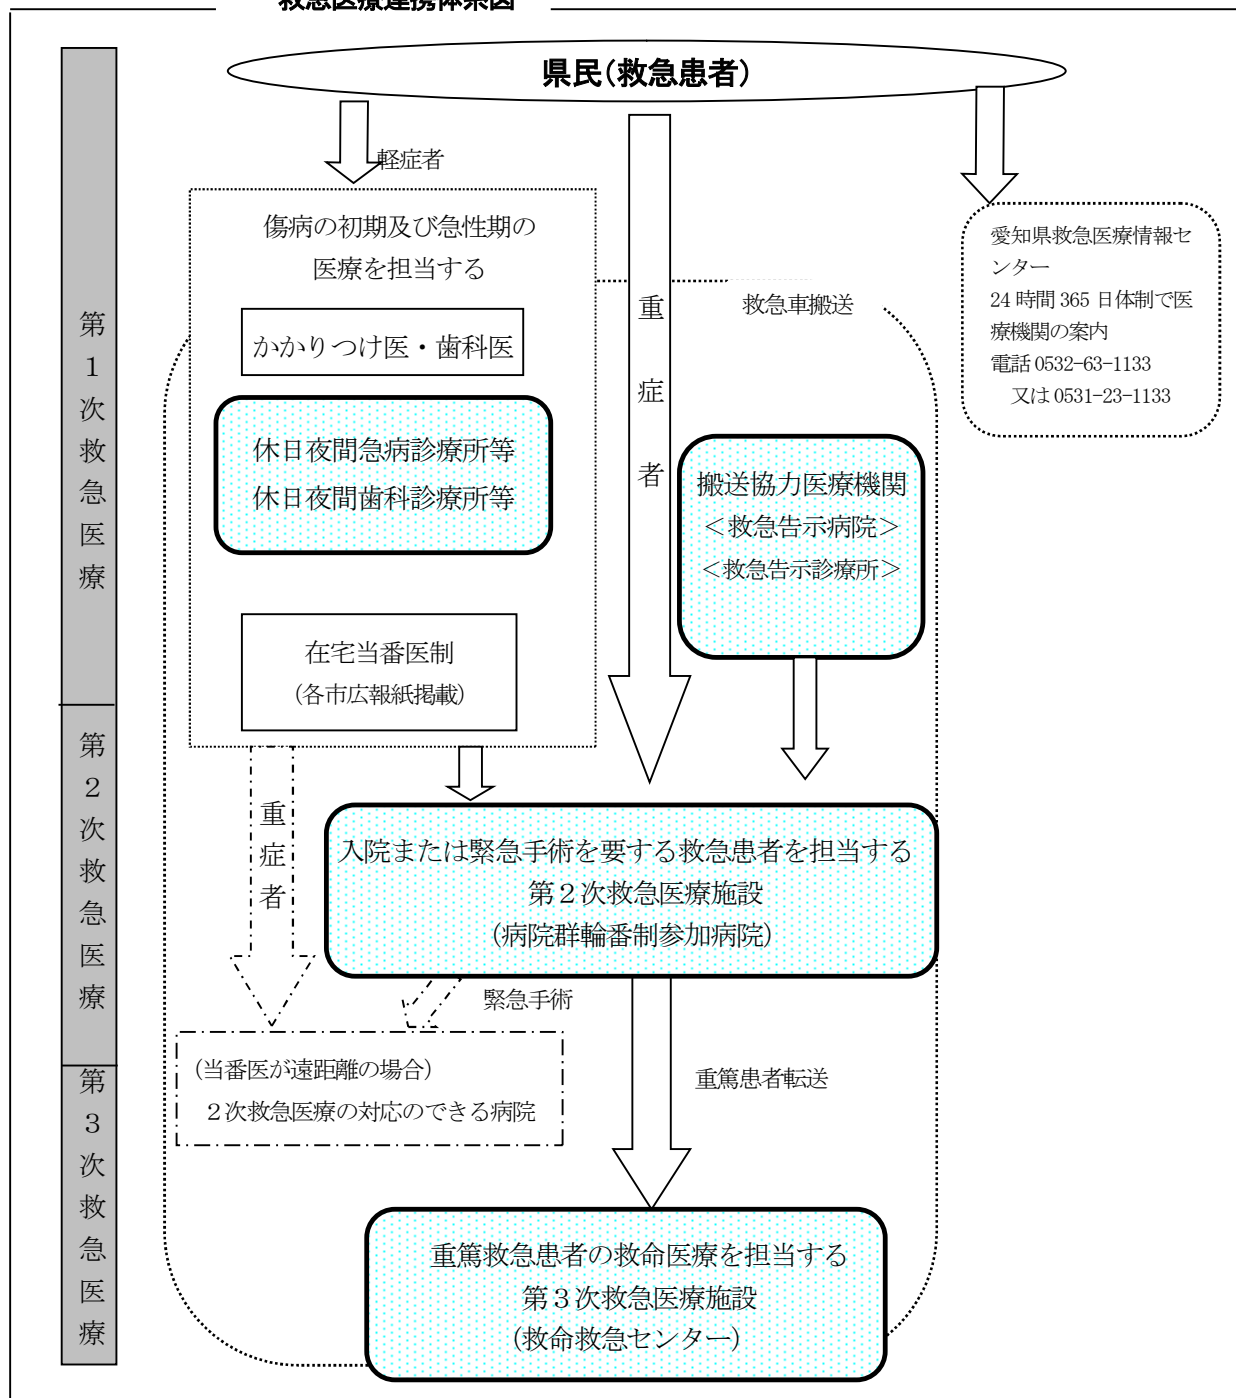 救急医療連携体系図
県民（救急患者）
軽症者
傷病の初期及び急性期の
医療を担当する
かかりつけ医・歯科医
休日夜間急病診療所等
休日夜間歯科診療所等
在宅当番医制
（各市広報紙掲載）
重症者
救急車搬送
搬送協力医療機関
＜救急告示病院＞
＜救急告示診療所＞
愛知県救急医療情報セ
ンター
24 時間 365 日体制で医
療機関の案内
電話 0532-63-1133
又は 0531-23-1133
第１次救急医療
第２次救急医療
第３次救急医療
重症者
入院または緊急手術を要する救急患者を担当する
第２次救急医療施設
（病院群輪番制参加病院）
緊急手術
（当番医が遠距離の場合）
２次救急医療の対応のできる病院
重篤患者転送
重篤救急患者の救命医療を担当する
第３次救急医療施設
（救命救急センター）